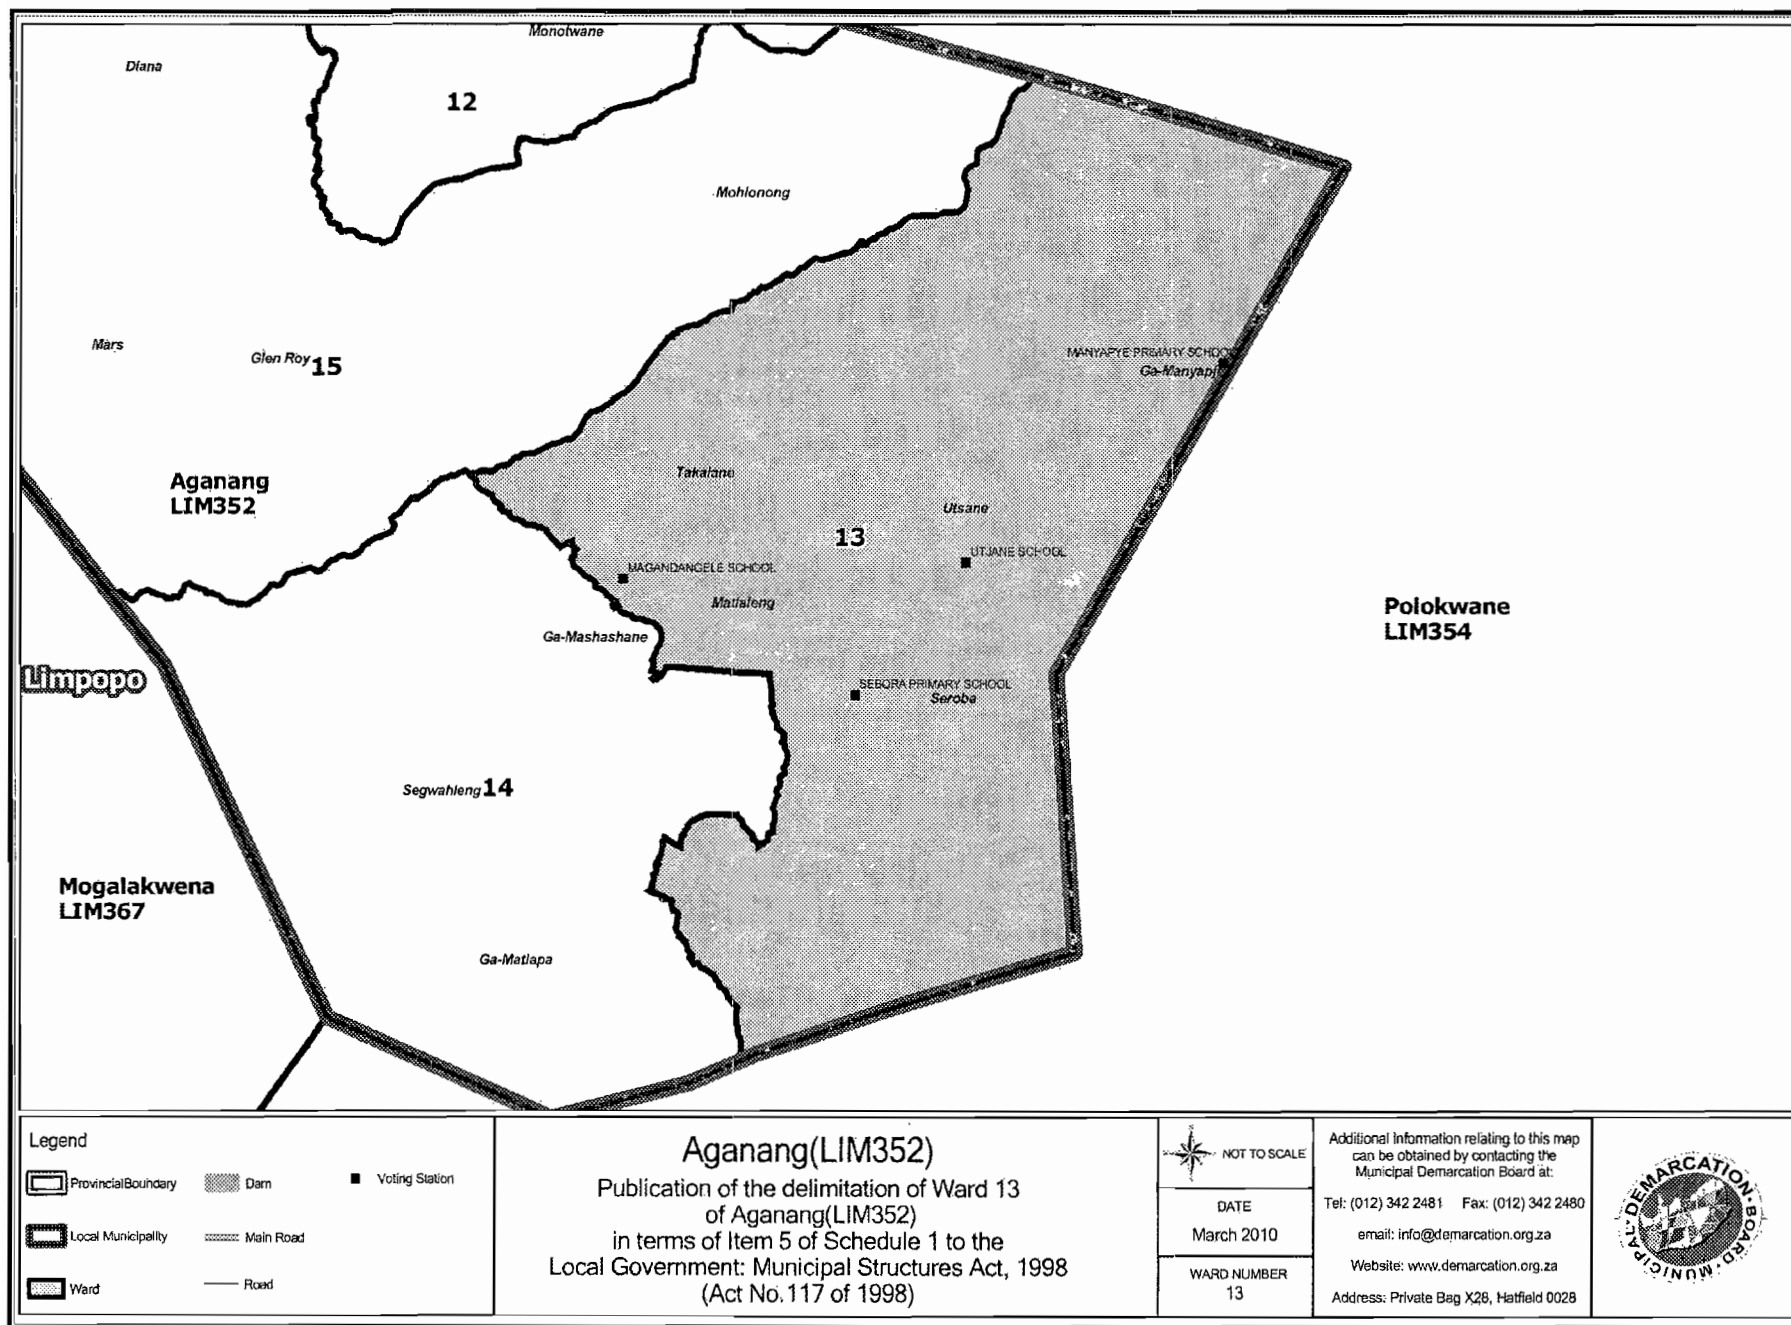 Monotwane
Diana
12
Mohlonong
Mars
Glen Roy 15
MANYAPYE PRIMARY SCHOOL
Ga-Manyapje
Aganang
LIM352
Takalane
Utsane
13
UTJANE SCHOOL
MAGANDANGELE SCHOOL
Matlaleng
Ga-Mashashane
Polokwane
LIM354
Limpopo
SEBORA PRIMARY SCHOOL
Seroba
Segwahleng 14
Mogalakwena
LIM367
Ga-Matlapa
Legend
Provincial Boundary
Dam
Voting Station
Local Municipality
Main Road
Ward
Road
Aganang(LIM352)
Publication of the delimitation of Ward 13
of Aganang(LIM352)
in terms of Item 5 of Schedule 1 to the
Local Government: Municipal Structures Act, 1998
(Act No. 117 of 1998)
NOT TO SCALE
DATE
March 2010
WARD NUMBER
13
Additional Information relating to this map
can be obtained by contacting the
Municipal Demarcation Board at:
Tel: (012) 342 2481 Fax: (012) 342 2480
email: info@demarcation.org.za
Website: www.demarcation.org.za
Address: Private Bag X28, Hatfield 0028
MUNICIPAL DEMARCATION BOARD